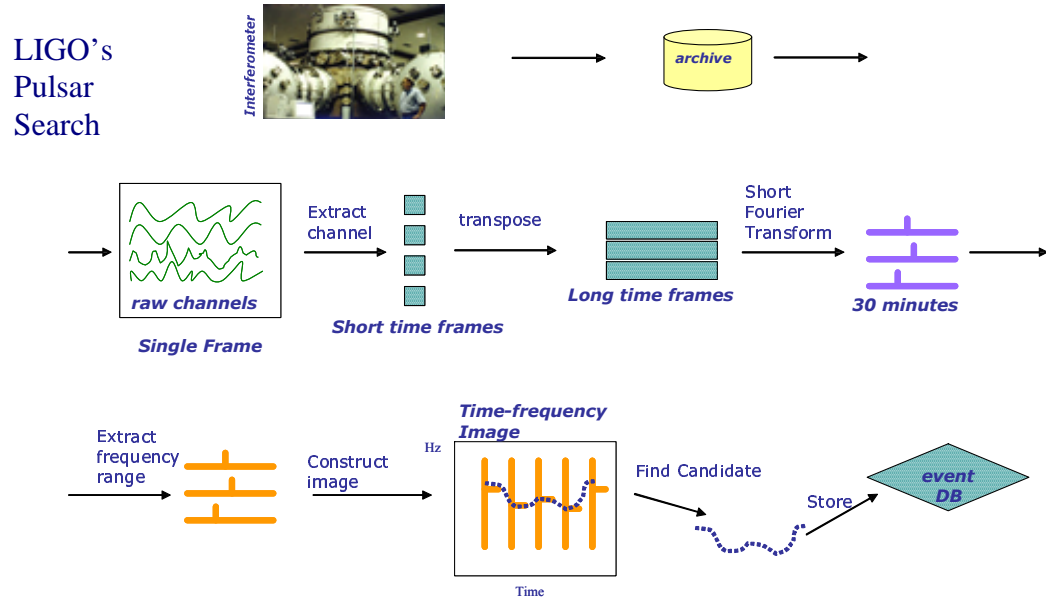 LIGO's
Pulsar
Search
Interferometer
archive
raw channels
Single Frame
Extract
channel
Short time frames
transpose
Long time frames
Short
Fourier
Transform
30 minutes
Extract
frequency
range
Construct
image
Time-frequency
Image
Hz
Time
Find Candidate
Store
event
DB